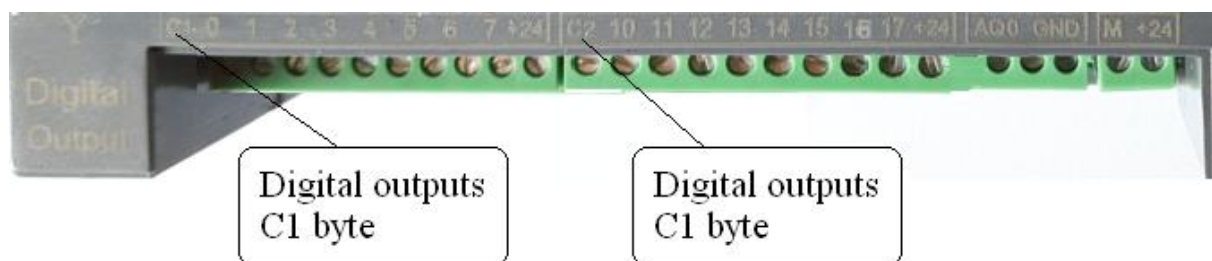 Y C1 0 1 2 3 4 5 6 7 +24 C2 10 11 12 13 14 15 16 17 +24 AQ0 GND M +24
Digital
Output
Digital outputs
C1 byte
Digital outputs
C1 byte